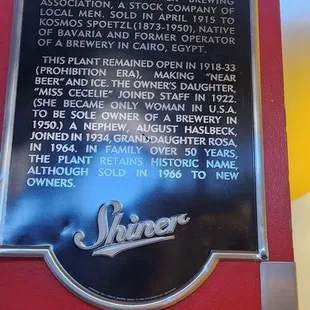 BREWING
ASSOCIATION, A STOCK COMPANY OF
LOCAL MEN. SOLD IN APRIL 1915 TO
KOSMOS SPOETZL (1873-1950), NATIVE
OF BAVARIA AND FORMER OPERATOR
OF A BREWERY IN CAIRO, EGYPT.
THIS PLANT REMAINED OPEN IN 1918-33
(PROHIBITION ERA), MAKING "NEAR
BEER" AND ICE. THE OWNER'S DAUGHTER,
"MISS CECELIE" JOINED STAFF IN 1922.
(SHE BECAME ONLY WOMAN IN U.S.A.
TO BE SOLE OWNER OF A BREWERY IN
1950.) A NEPHEW, AUGUST HASLBECK,
JOINED IN 1934, GRANDDAUGHTER ROSA,
IN 1964. IN FAMILY OVER 50 YEARS,
THE PLANT RETAINS HISTORIC NAME,
ALTHOUGH SOLD IN 1966 TO NEW
OWNERS.
Shiner